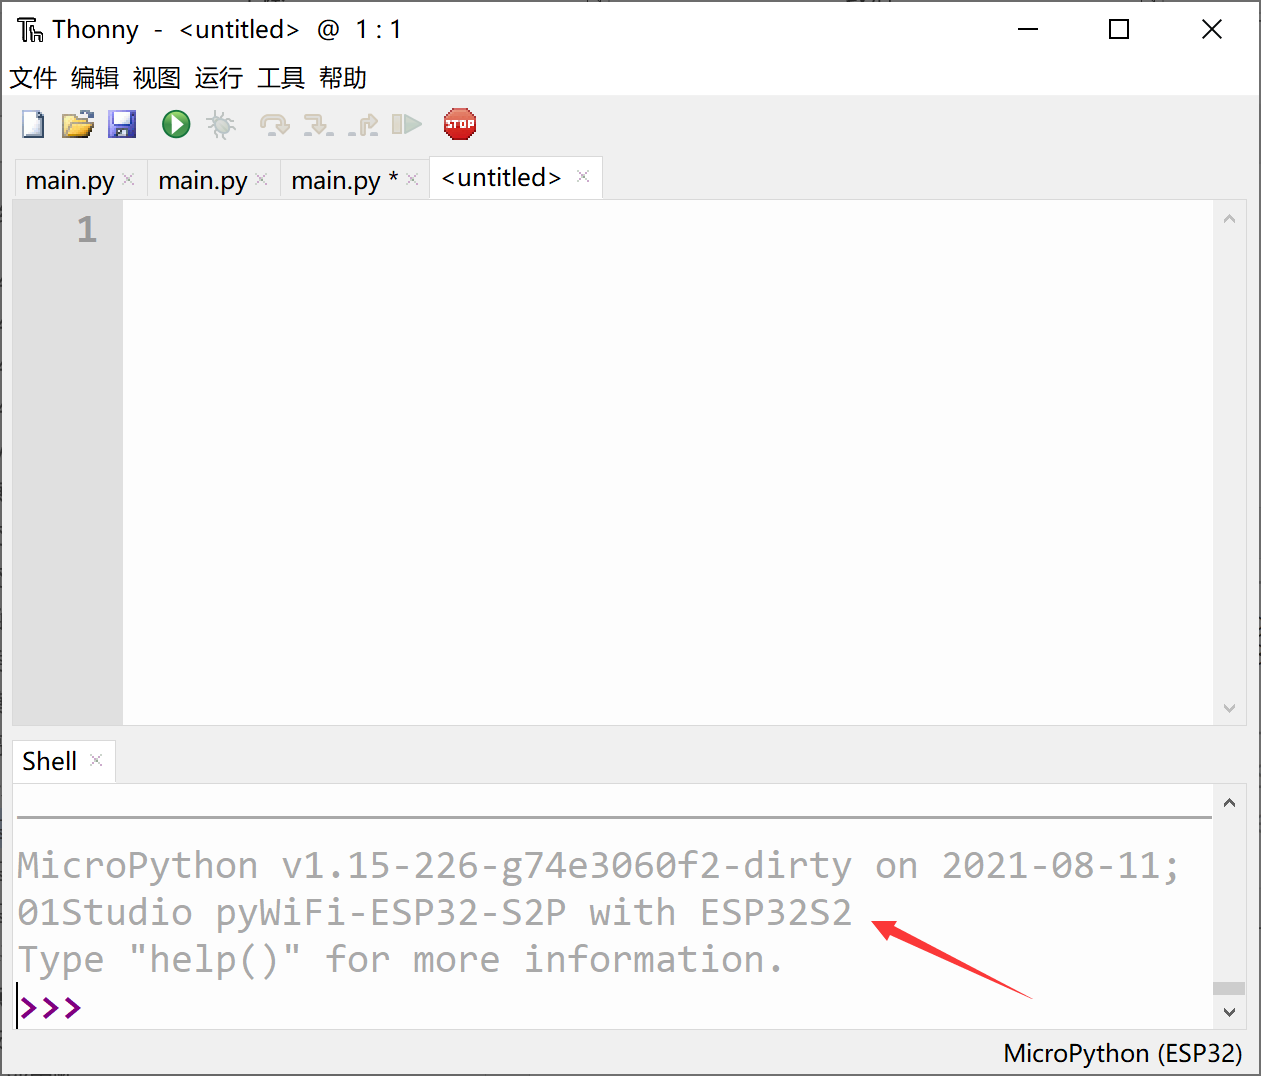 Thonny - <untitled> @ 1 : 1
文件 编辑 视图 运行 工具 帮助
STOP
main.py main.py main.py * <untitled>
1
Shell
MicroPython v1.15-226-g74e3060f2-dirty on 2021-08-11;
01Studio pyWiFi-ESP32-S2P with ESP32S2
Type "help()" for more information.
>>>
MicroPython (ESP32)